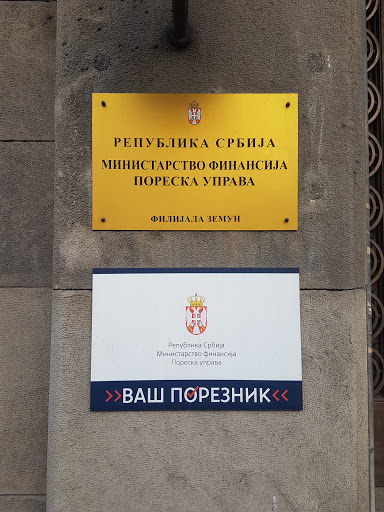 РЕПУБЛИКА СРБИЈА
МИНИСТАРСТВО ФИНАНСИЈА
ПОРЕСКА УПРАВА
ФИЛИЈАЛА ЗЕМУН
Република Србија
Министарство финансија
Пореска управа
>>ВАШ ПОРЕЗНИК<<